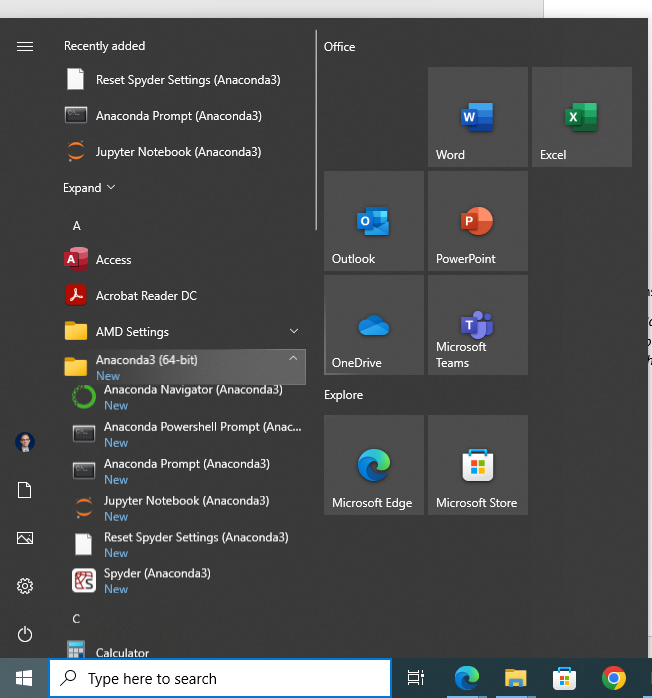 Recently added
Reset Spyder Settings (Anaconda3)
Anaconda Prompt (Anaconda3)
Jupyter Notebook (Anaconda3)
Expand
A
Access
Acrobat Reader DC
AMD Settings
Anaconda3 (64-bit)
New
Anaconda Navigator (Anaconda3)
New
Anaconda Powershell Prompt (Anac...
New
Anaconda Prompt (Anaconda3)
New
Jupyter Notebook (Anaconda3)
New
Reset Spyder Settings (Anaconda3)
New
Spyder (Anaconda3)
New
C
Calculator
Office
Word
Excel
Outlook
PowerPoint
OneDrive
Microsoft
Teams
Explore
Microsoft Edge
Microsoft Store
Type here to search